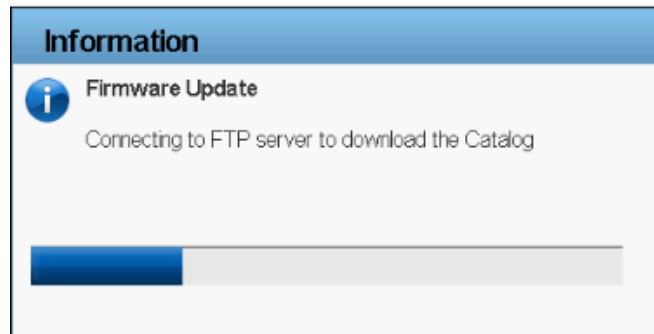 Information
Firmware Update
Connecting to FTP server to download the Catalog